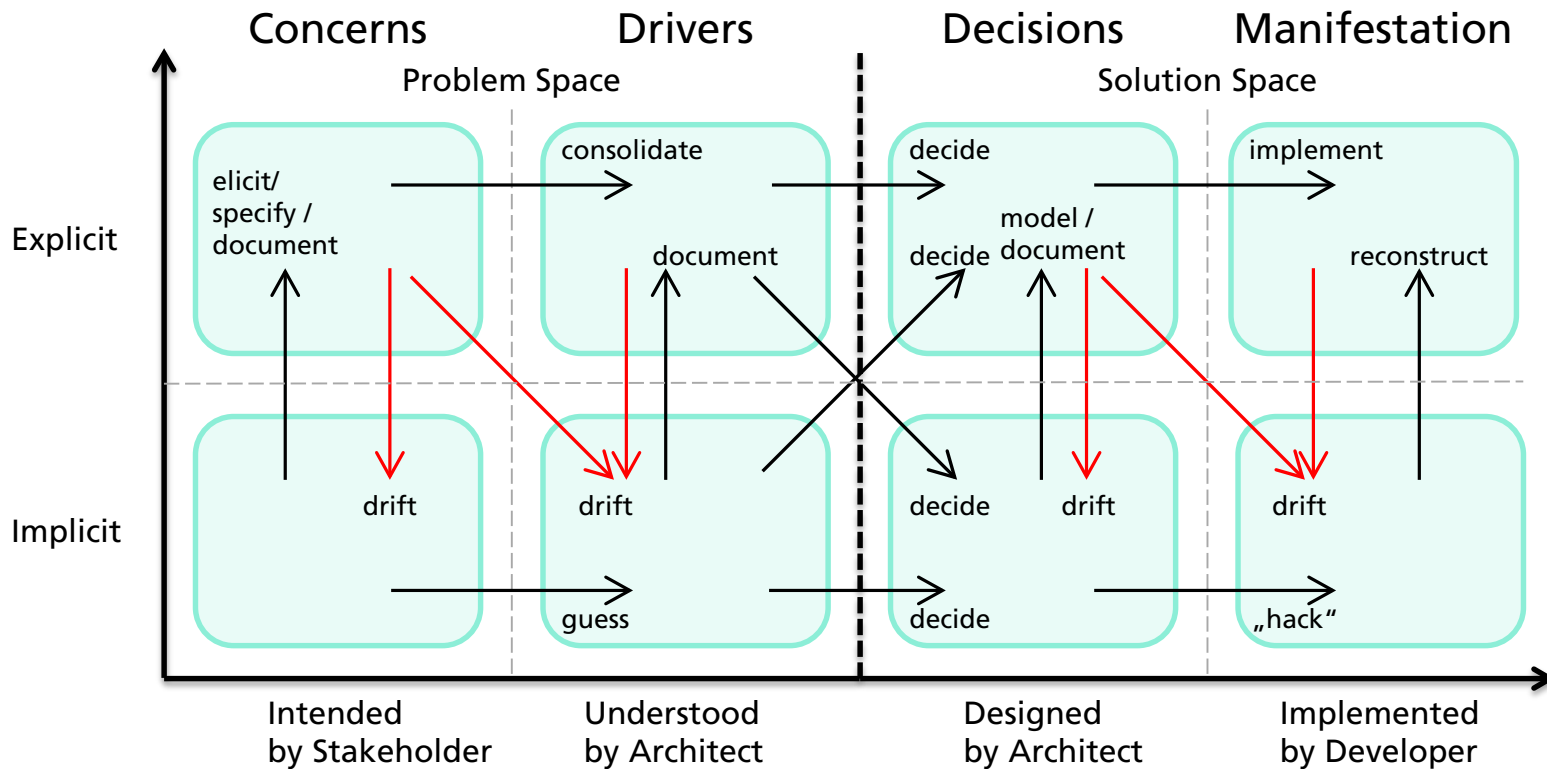 Concerns
Drivers
Decisions
Manifestation
Problem Space
Solution Space
Explicit
elicit/
specify /
document
consolidate
document
decide
decide
model /
document
implement
reconstruct
Implicit
drift
drift
guess
decide
drift
decide
drift
„hack“
Intended
by Stakeholder
Understood
by Architect
Designed
by Architect
Implemented
by Developer